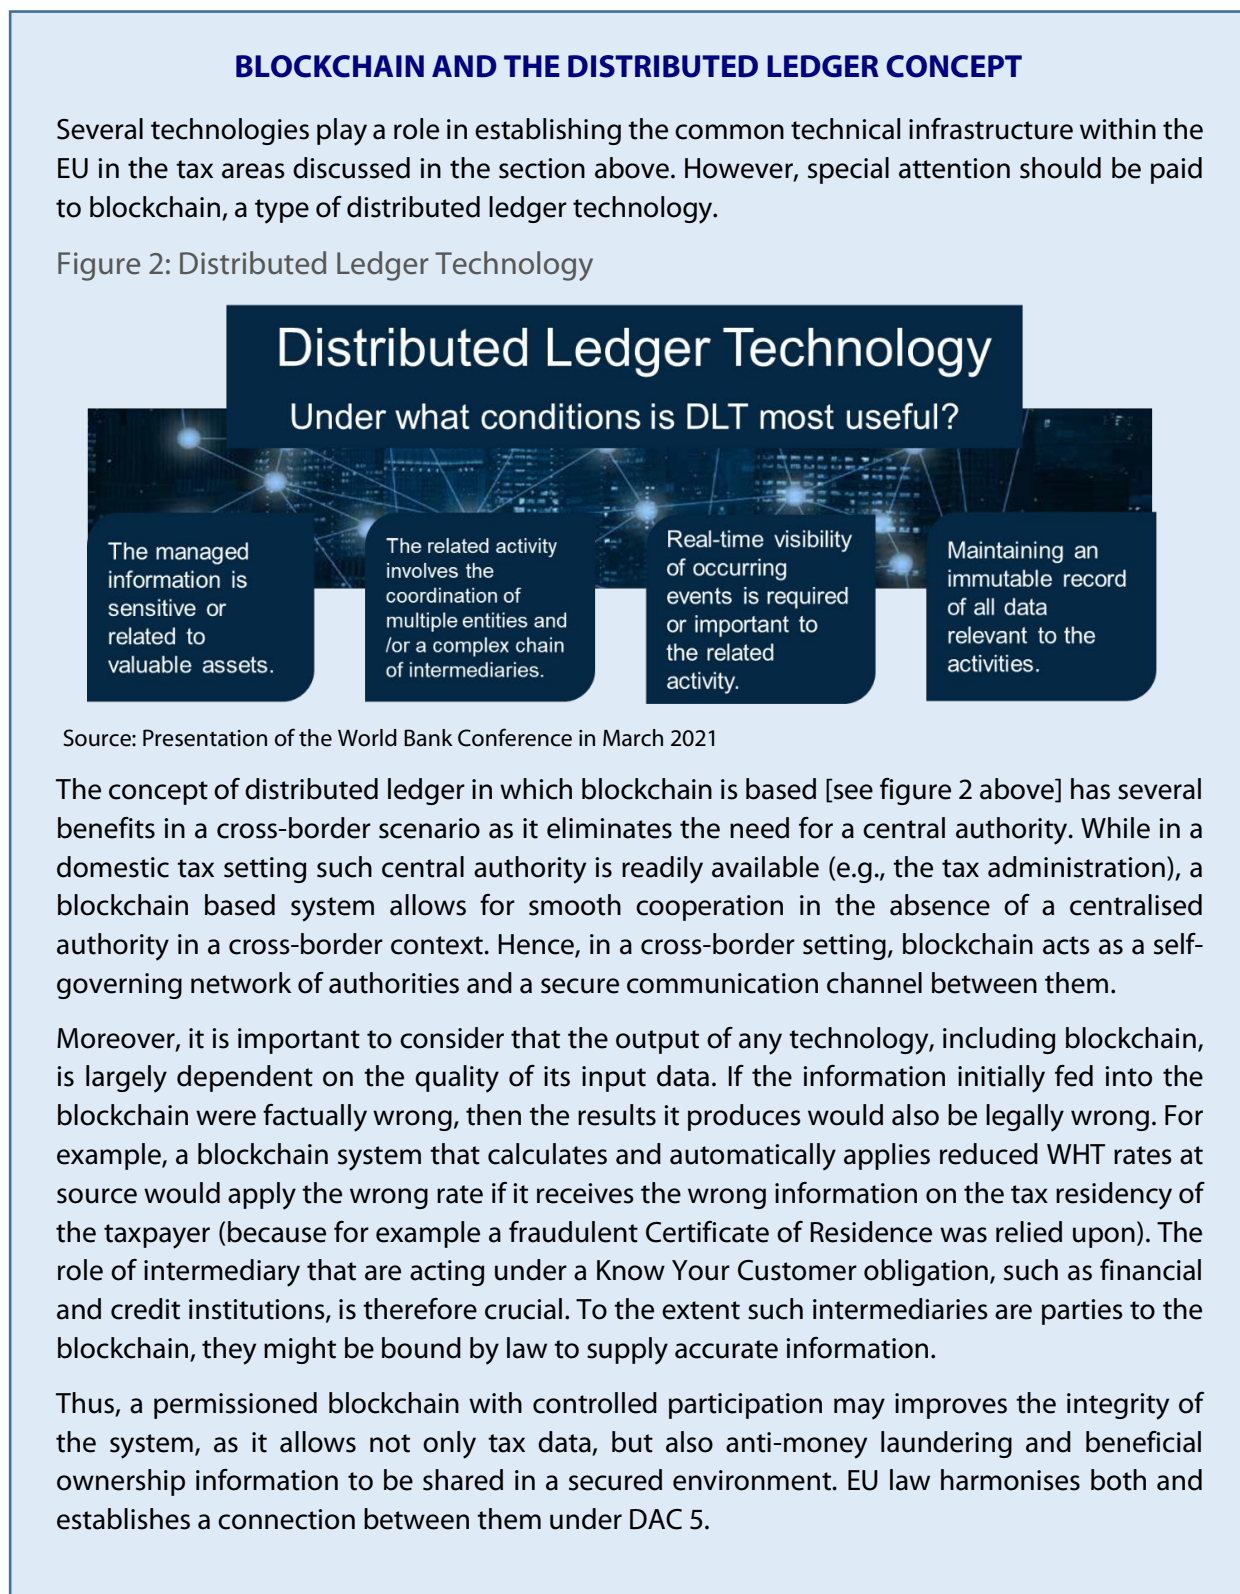 BLOCKCHAIN AND THE DISTRIBUTED LEDGER CONCEPT
Several technologies play a role in establishing the common technical infrastructure within the
EU in the tax areas discussed in the section above. However, special attention should be paid
to blockchain, a type of distributed ledger technology.
Figure 2: Distributed Ledger Technology
Distributed Ledger Technology
Under what conditions is DLT most useful?
The managed
information is
sensitive or
related to
valuable assets.
The related activity
involves the
coordination of
multiple entities and
/or a complex chain
of intermediaries.
Real-time visibility
of occurring
events is required
or important to
the related
activity.
Maintaining an
immutable record
of all data
relevant to the
activities.
Source: Presentation of the World Bank Conference in March 2021
The concept of distributed ledger in which blockchain is based [see figure 2 above] has several
benefits in a cross-border scenario as it eliminates the need for a central authority. While in a
domestic tax setting such central authority is readily available (e.g., the tax administration), a
blockchain based system allows for smooth cooperation in the absence of a centralised
authority in a cross-border context. Hence, in a cross-border setting, blockchain acts as a self-
governing network of authorities and a secure communication channel between them.
Moreover, it is important to consider that the output of any technology, including blockchain,
is largely dependent on the quality of its input data. If the information initially fed into the
blockchain were factually wrong, then the results it produces would also be legally wrong. For
example, a blockchain system that calculates and automatically applies reduced WHT rates at
source would apply the wrong rate if it receives the wrong information on the tax residency of
the taxpayer (because for example a fraudulent Certificate of Residence was relied upon). The
role of intermediary that are acting under a Know Your Customer obligation, such as financial
and credit institutions, is therefore crucial. To the extent such intermediaries are parties to the
blockchain, they might be bound by law to supply accurate information.
Thus, a permissioned blockchain with controlled participation may improves the integrity of
the system, as it allows not only tax data, but also anti-money laundering and beneficial
ownership information to be shared in a secured environment. EU law harmonises both and
establishes a connection between them under DAC 5.